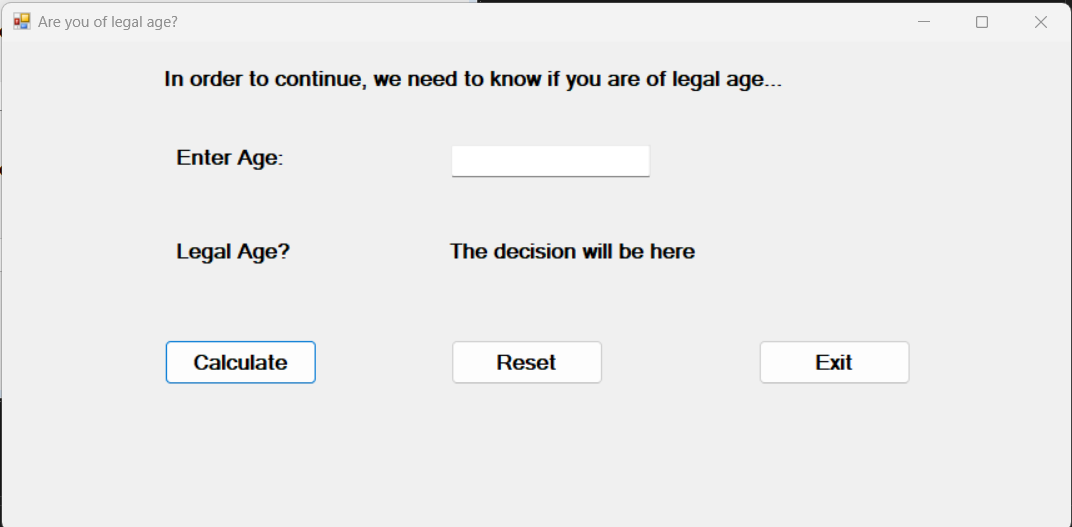 Are you of legal age?
In order to continue, we need to know if you are of legal age...
Enter Age:
Legal Age? The decision will be here
Calculate Reset Exit